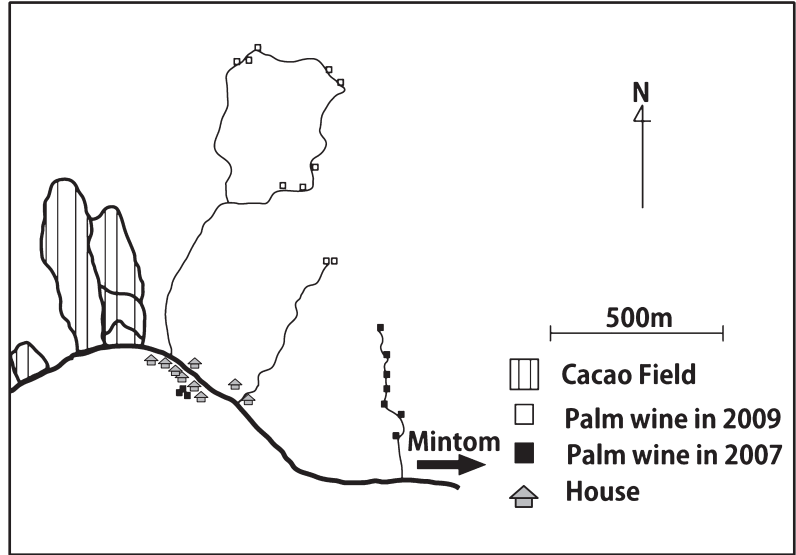 N
500m
Cacao Field
Palm wine in 2009
Mintom
Palm wine in 2007
House